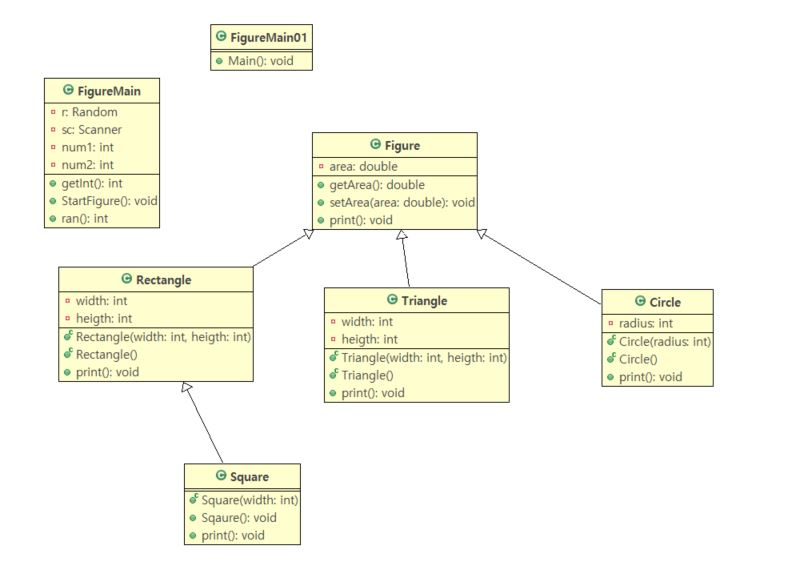 FigureMain01
Main(): void
FigureMain
r: Random
sc: Scanner
num1: int
num2: int
getInt(): int
StartFigure(): void
ran(): int
Figure
area: double
getArea(): double
setArea(area: double): void
print(): void
Rectangle
width: int
heigth: int
Rectangle(width: int, heigth: int)
Rectangle()
print(): void
Triangle
width: int
heigth: int
Triangle(width: int, heigth: int)
Triangle()
print(): void
Circle
radius: int
Circle(radius: int)
Circle()
print(): void
Square
Square(width: int)
Sqaure(): void
print(): void